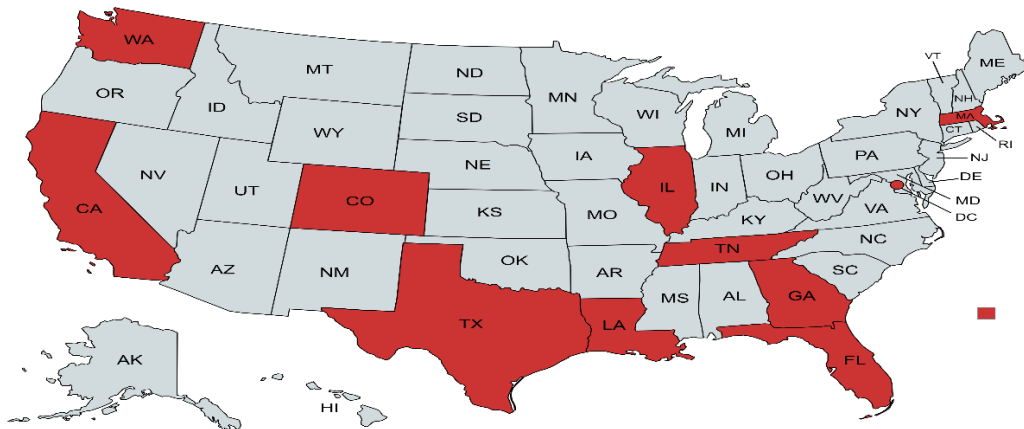 WA
MT
ND
MN
VT
ME
OR
ID
SD
WI
NH
NY
MA
WY
MI
CT
RI
NE
IA
PA
NJ
NV
UT
CO
IL
IN
OH
DE
CA
KS
MO
WV
VA
MD
KY
DC
AZ
NM
OK
AR
TN
NC
SC
MS
AL
GA
TX
LA
AK
FL
HI